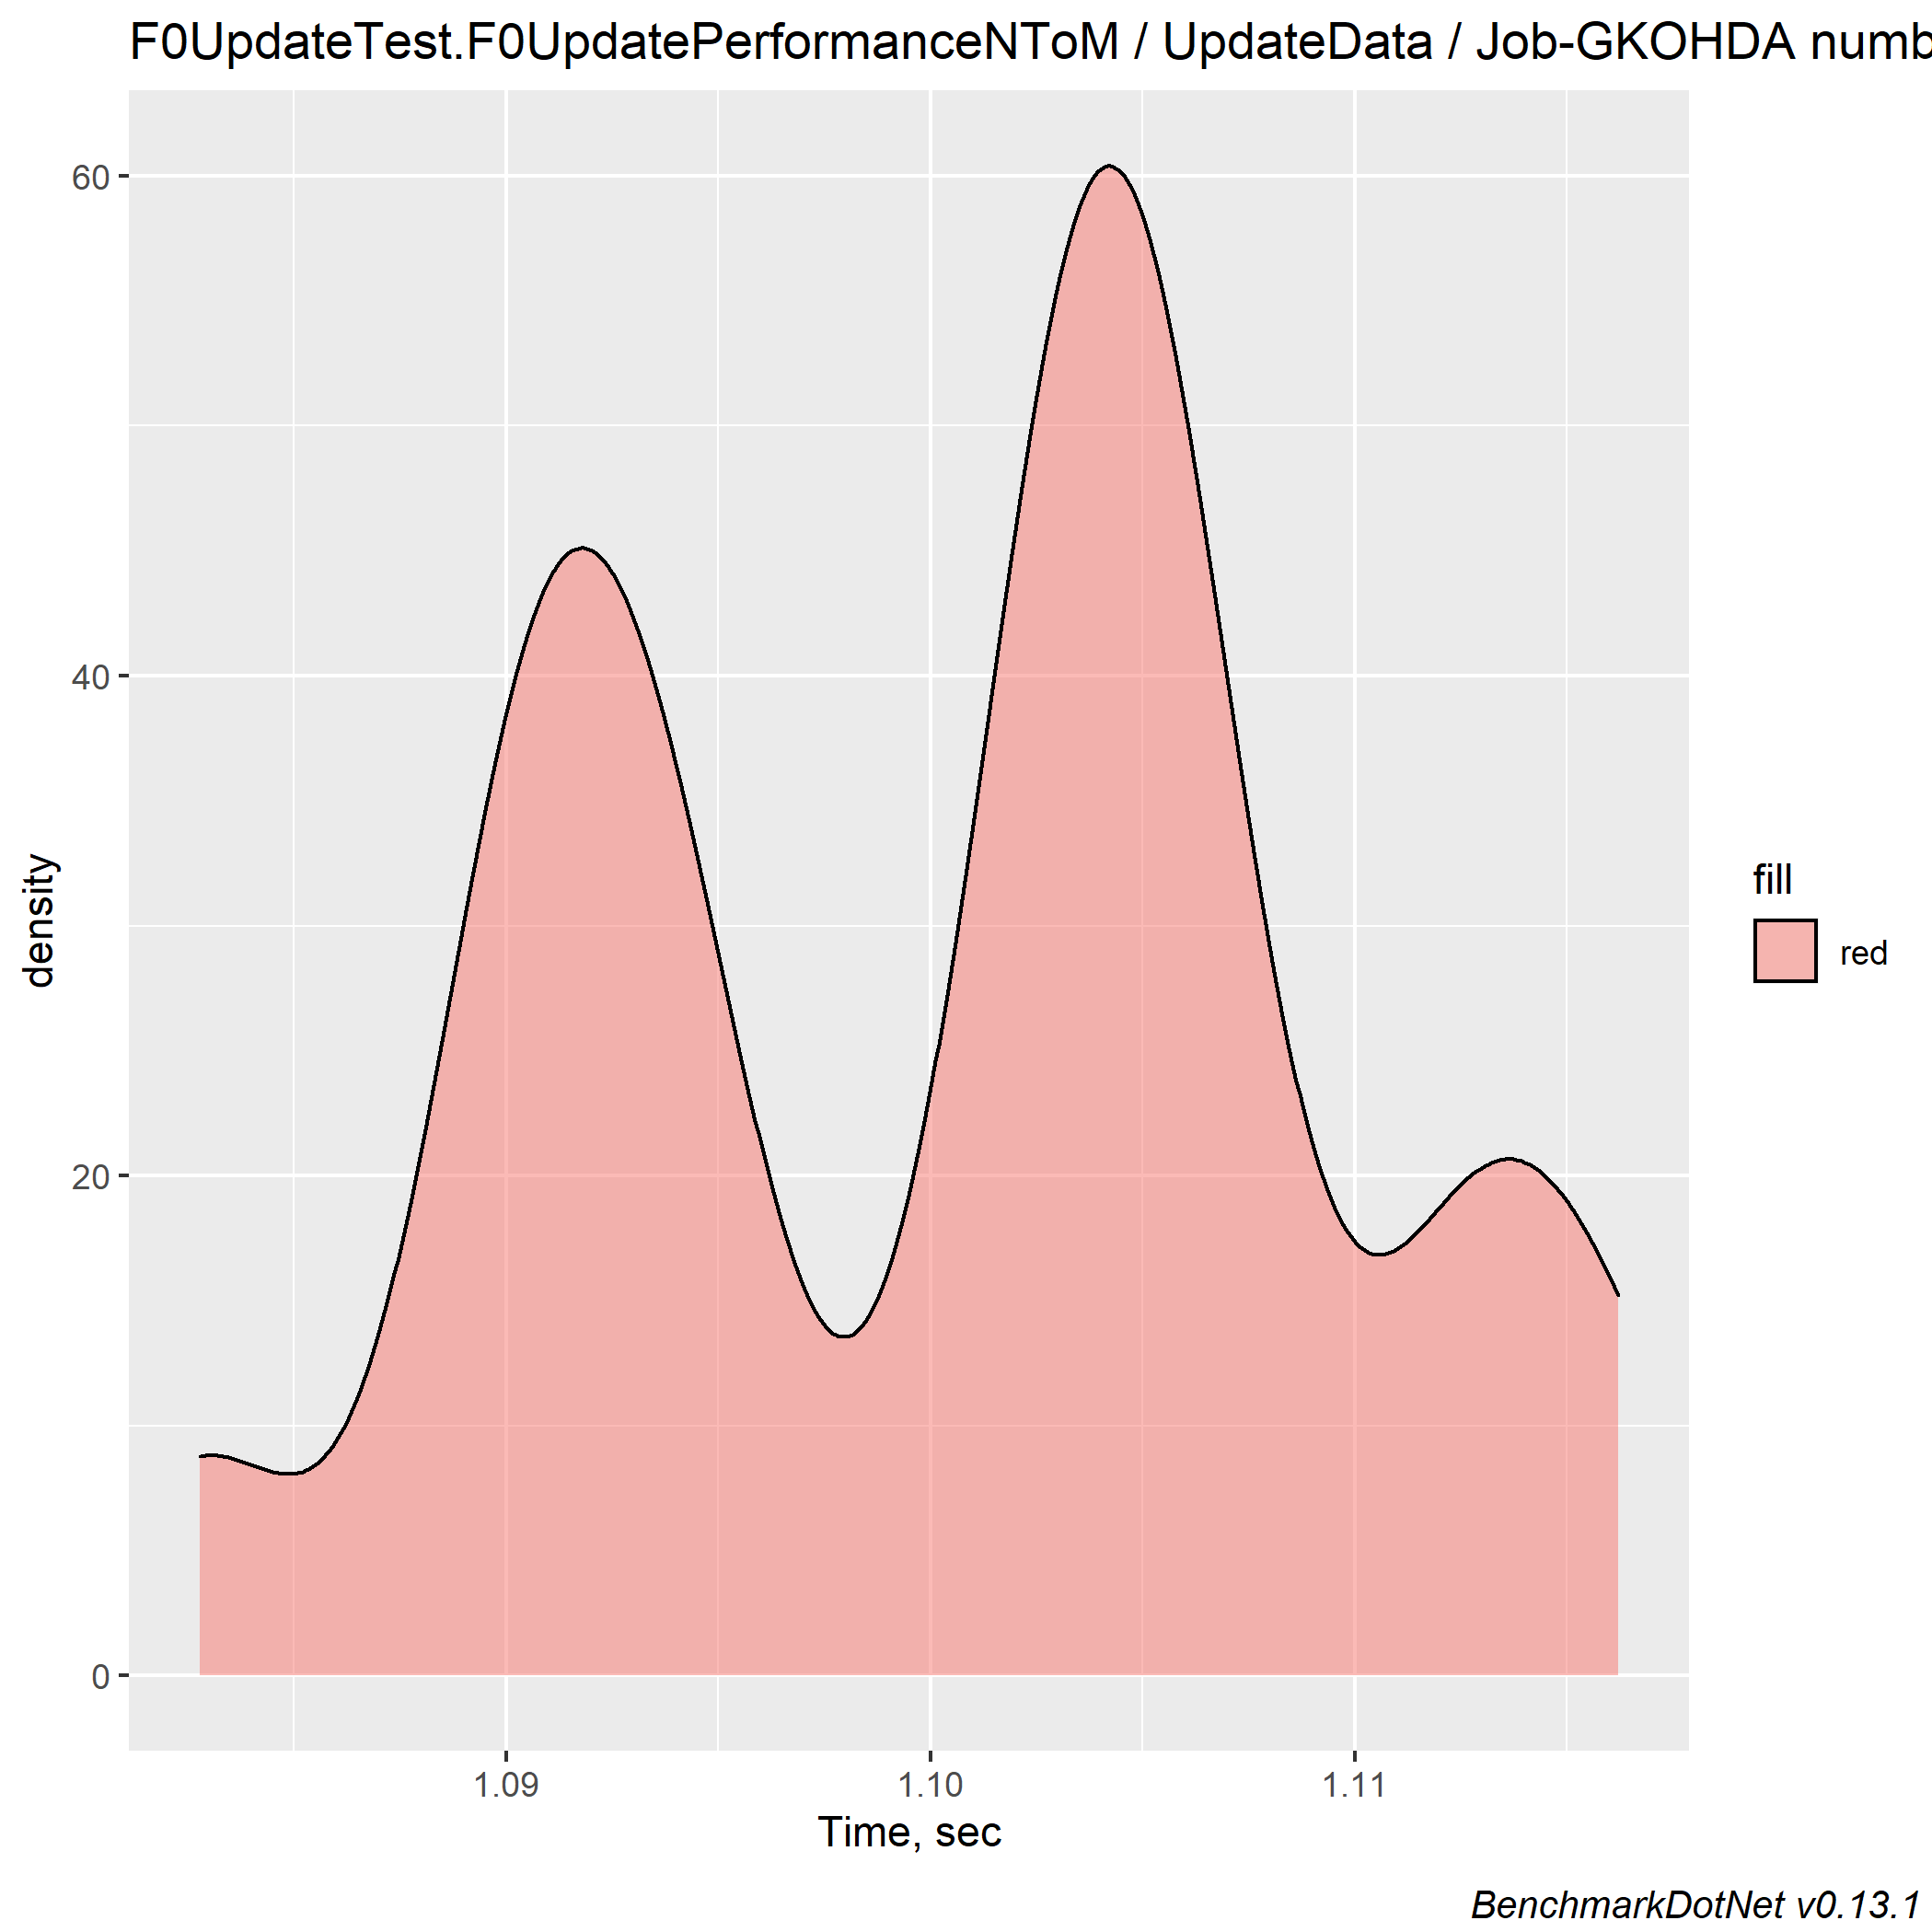 F0UpdateTest.F0UpdatePerformanceNToM / UpdateData / Job-GKOHDA numb
60
40
20
0
density
1.09 1.10 1.11
Time, sec
fill
red
BenchmarkDotNet v0.13.1